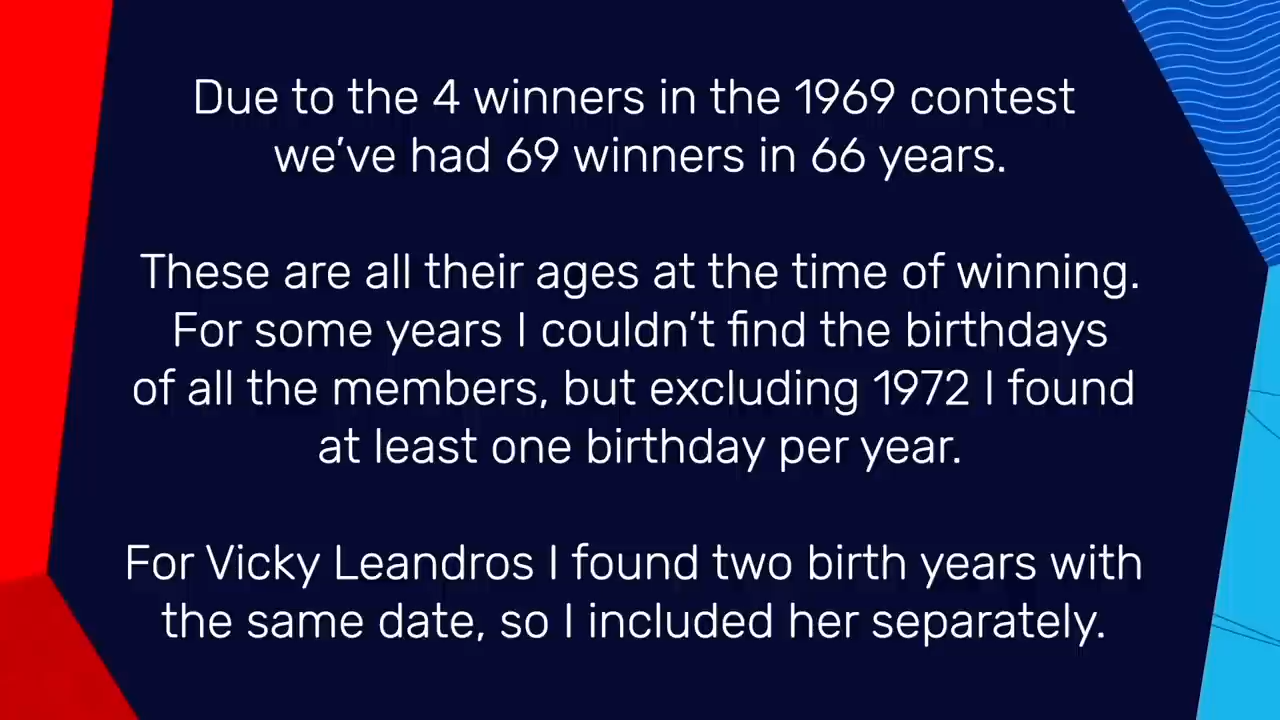 Due to the 4 winners in the 1969 contest
we’ve had 69 winners in 66 years.
These are all their ages at the time of winning.
For some years I couldn’t find the birthdays
of all the members, but excluding 1972 I found
at least one birthday per year.
For Vicky Leandros I found two birth years with
the same date, so I included her separately.